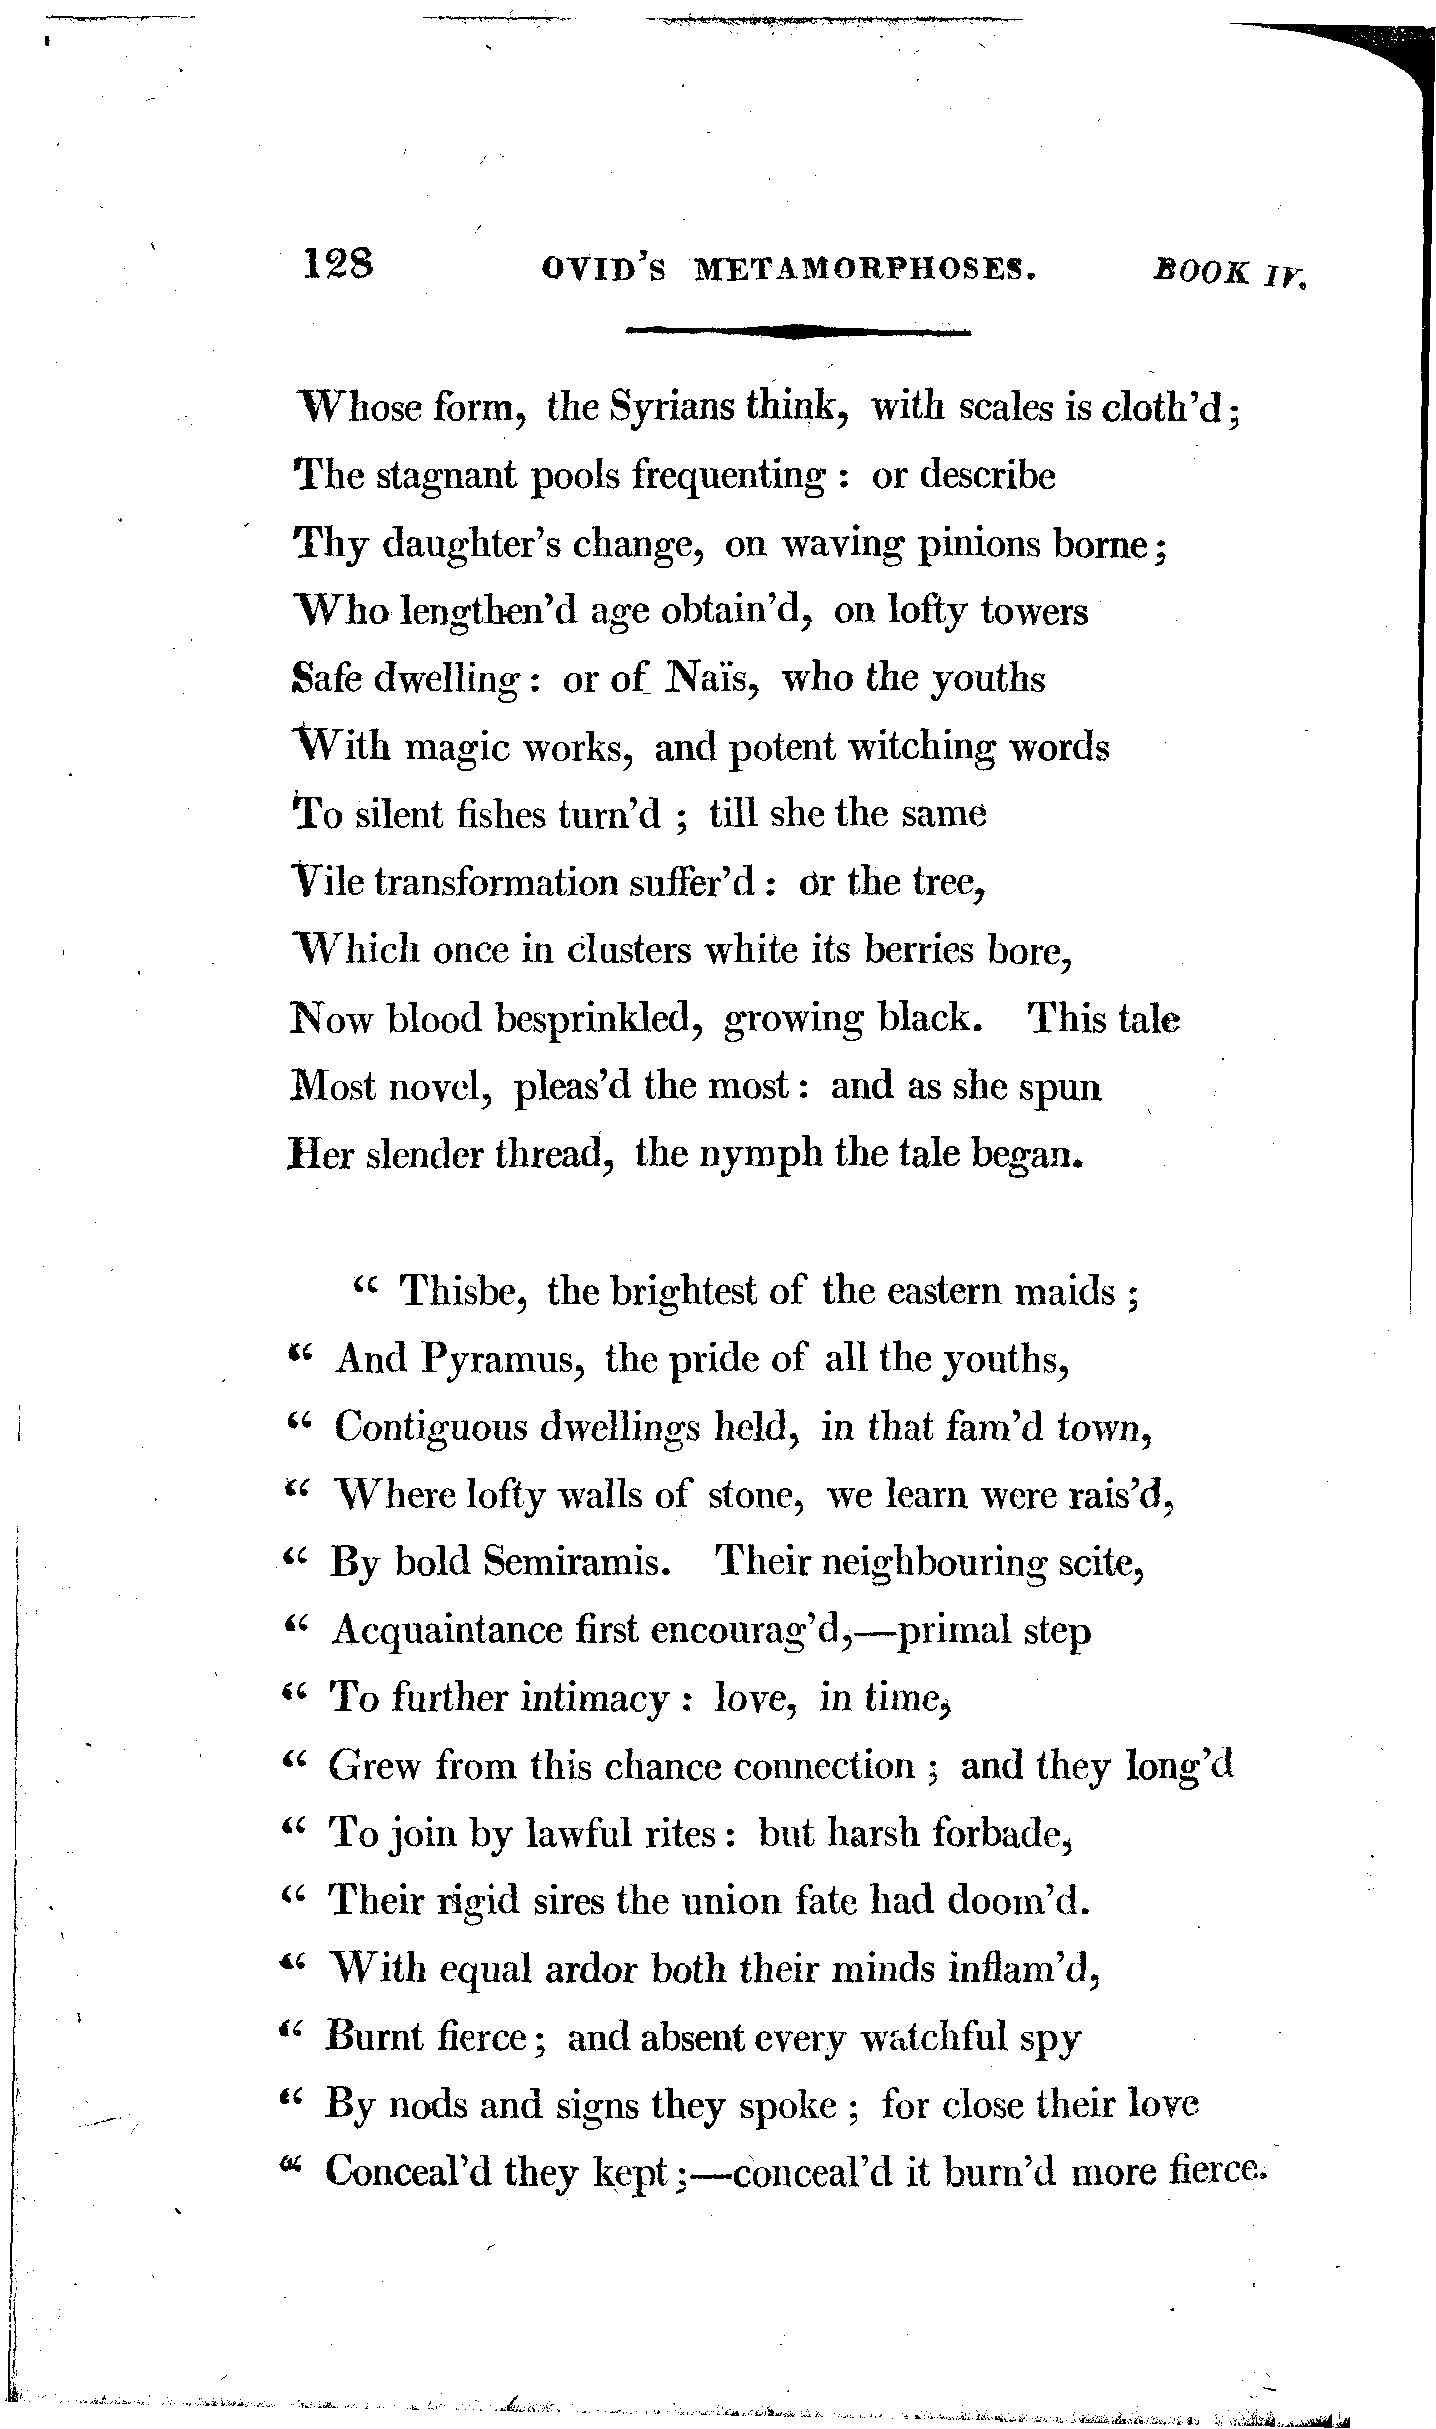 128 OVID'S METAMORPHOSES. BOOK IV.
Whose form, the Syrians think, with scales is cloth'd;
The stagnant pools frequenting : or describe
Thy daughter's change, on waving pinions borne;
Who lengthen'd age obtain'd, on lofty towers
Safe dwelling : or of Naïs, who the youths
With magic works, and potent witching words
To silent fishes turn'd ; till she the same
Vile transformation suffer'd : or the tree,
Which once in clusters white its berries bore,
Now blood besprinkled, growing black. This tale
Most novel, pleas'd the most : and as she spun
Her slender thread, the nymph the tale began.
“ Thisbe, the brightest of the eastern maids ;
“ And Pyramus, the pride of all the youths,
“ Contiguous dwellings held, in that fam'd town,
“ Where lofty walls of stone, we learn were rais'd,
“ By bold Semiramis. Their neighbouring scite,
“ Acquaintance first encourag'd,—primal step
“ To further intimacy : love, in time,
“ Grew from this chance connection ; and they long'd
“ To join by lawful rites : but harsh forbade,
“ Their rigid sires the union fate had doom'd.
“ With equal ardor both their minds inflam'd,
“ Burnt fierce ; and absent every watchful spy
“ By nods and signs they spoke ; for close their love
“ Conceal'd they kept ;—conceal'd it burn'd more fierce.